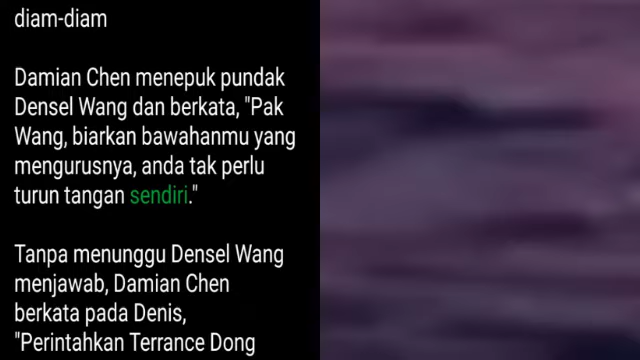 diam-diam
Damian Chen menepuk pundak
Densel Wang dan berkata, "Pak
Wang, biarkan bawahanmu yang
mengurusnya, anda tak perlu
turun tangan sendiri."
Tanpa menunggu Densel Wang
menjawab, Damian Chen
berkata pada Denis,
"Perintahkan Terrance Dong